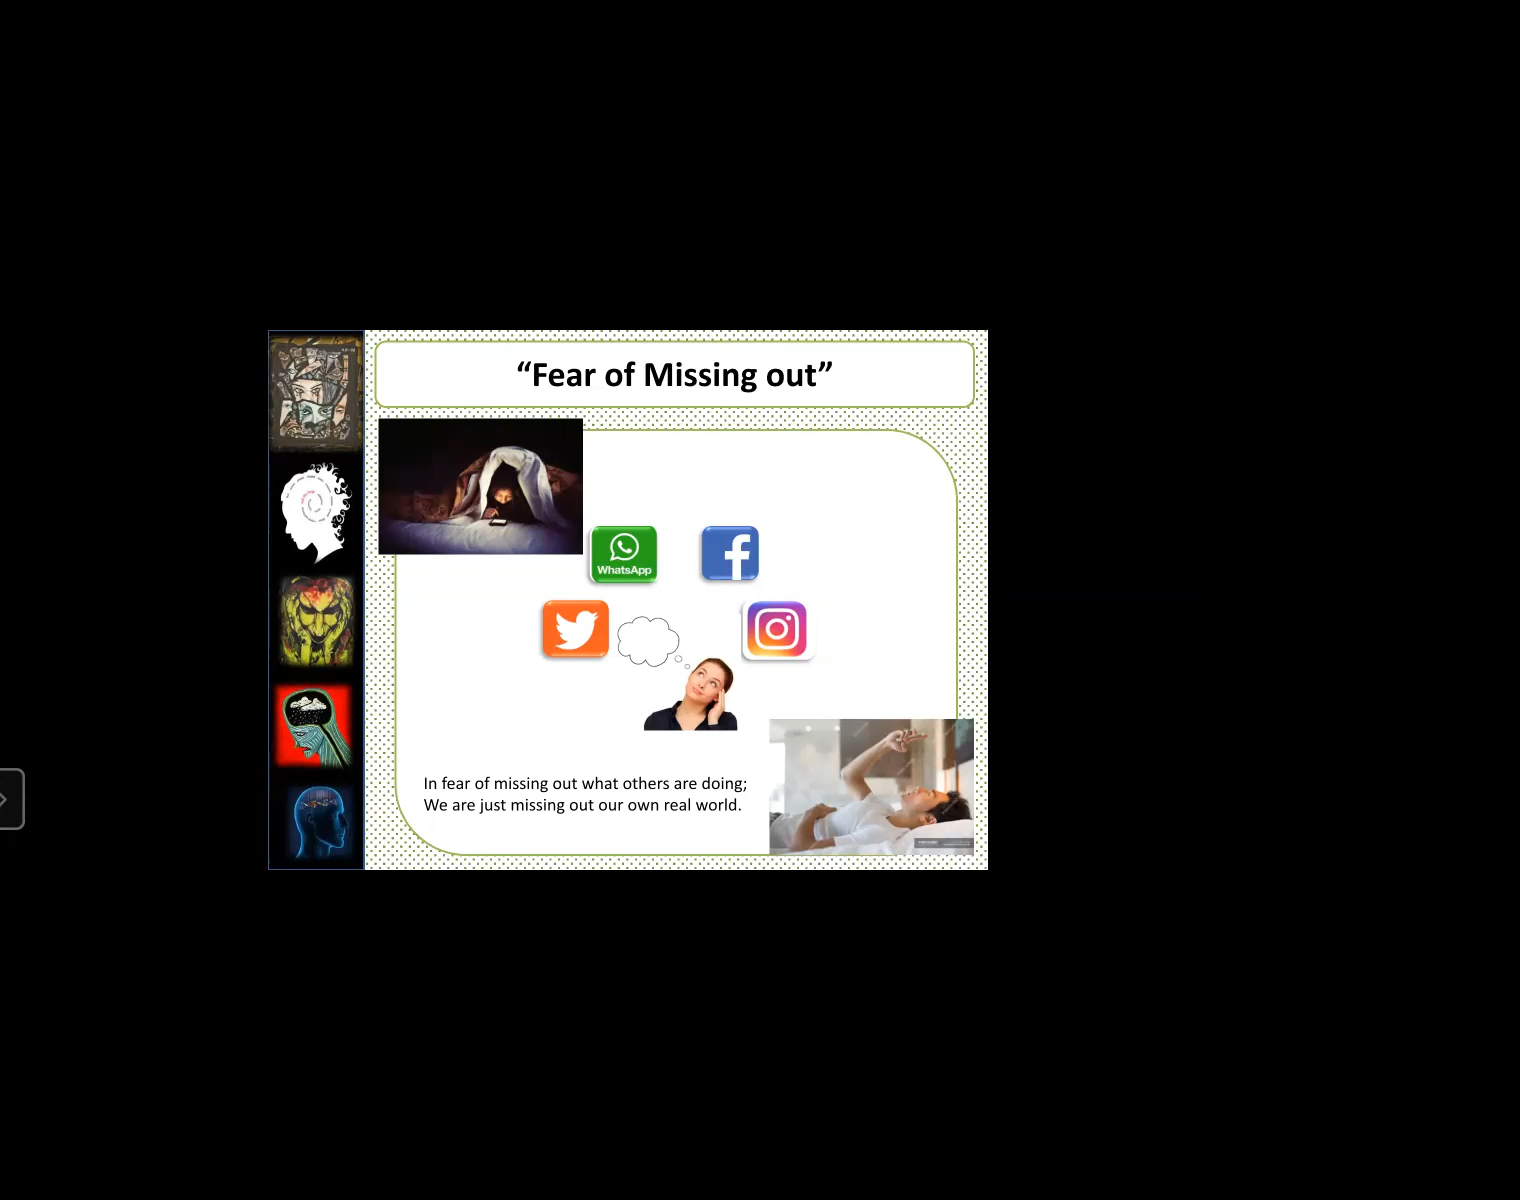 “Fear of Missing out”
WhatsApp
In fear of missing out what others are doing;
We are just missing out our own real world.